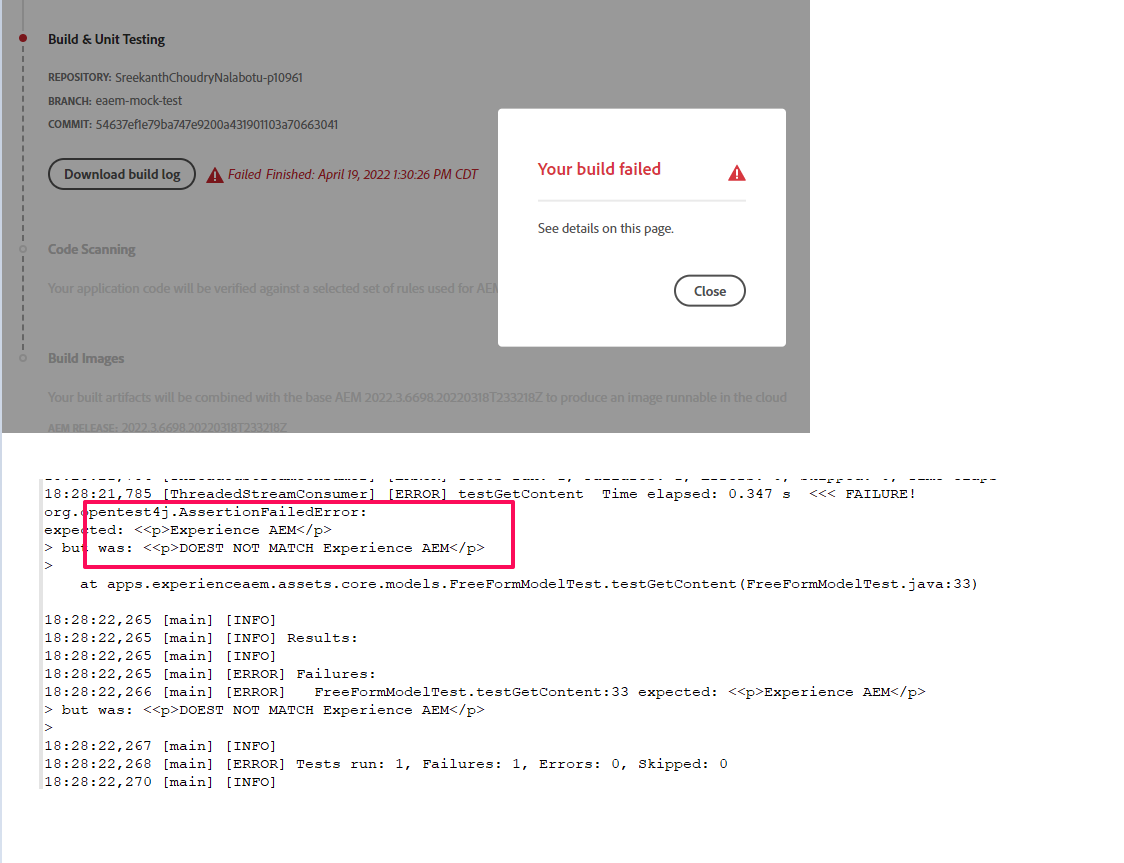 Build & Unit Testing
REPOSITORY: SreekanthChoudryNalabotu-p10961
BRANCH: eaem-mock-test
COMMIT: 54637ef1e79ba747e9200a431901103a70663041
Download build log
Failed Finished: April 19, 2022 1:30:26 PM CDT
Your build failed
See details on this page.
Close
Code Scanning
Your application code will be verified against a selected set of rules used for AEM
Build Images
Your built artifacts will be combined with the base AEM 2022.3.6698.20220318T233218Z to produce an image runnable in the cloud
AEM RELEASE: 2022.3.6698.20220318T233218Z
18:28:21,785 [ThreadedStreamConsumer] [ERROR] testGetContent  Time elapsed: 0.347 s  <<< FAILURE!
org.opentest4j.AssertionFailedError:
expected: <<p>Experience AEM</p>
> but was: <<p>DOEST NOT MATCH Experience AEM</p>
>
at apps.experienceaem.assets.core.models.FreeFormModelTest.testGetContent(FreeFormModelTest.java:33)
18:28:22,265 [main] [INFO]
18:28:22,265 [main] [INFO] Results:
18:28:22,265 [main] [INFO]
18:28:22,265 [main] [ERROR] Failures:
18:28:22,266 [main] [ERROR]   FreeFormModelTest.testGetContent:33 expected: <<p>Experience AEM</p>
> but was: <<p>DOEST NOT MATCH Experience AEM</p>
>
18:28:22,267 [main] [INFO]
18:28:22,268 [main] [ERROR] Tests run: 1, Failures: 1, Errors: 0, Skipped: 0
18:28:22,270 [main] [INFO]